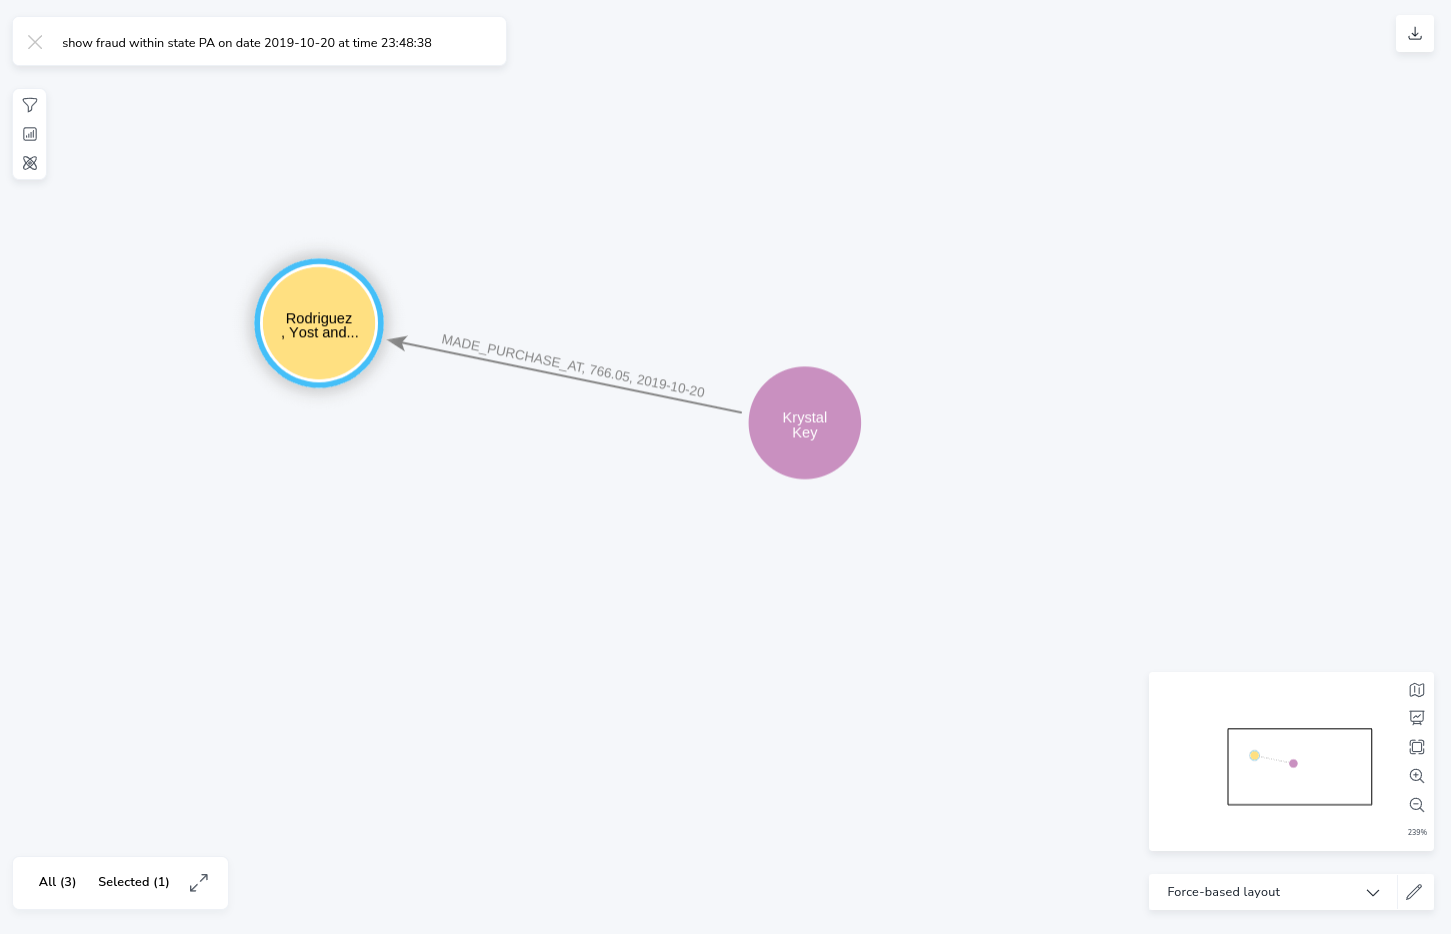 show fraud within state PA on date 2019-10-20 at time 23:48:38
Rodriguez
, Yost and...
MADE_PURCHASE_AT, 766.05, 2019-10-20
Krystal
Key
239%
All (3) Selected (1)
Force-based layout